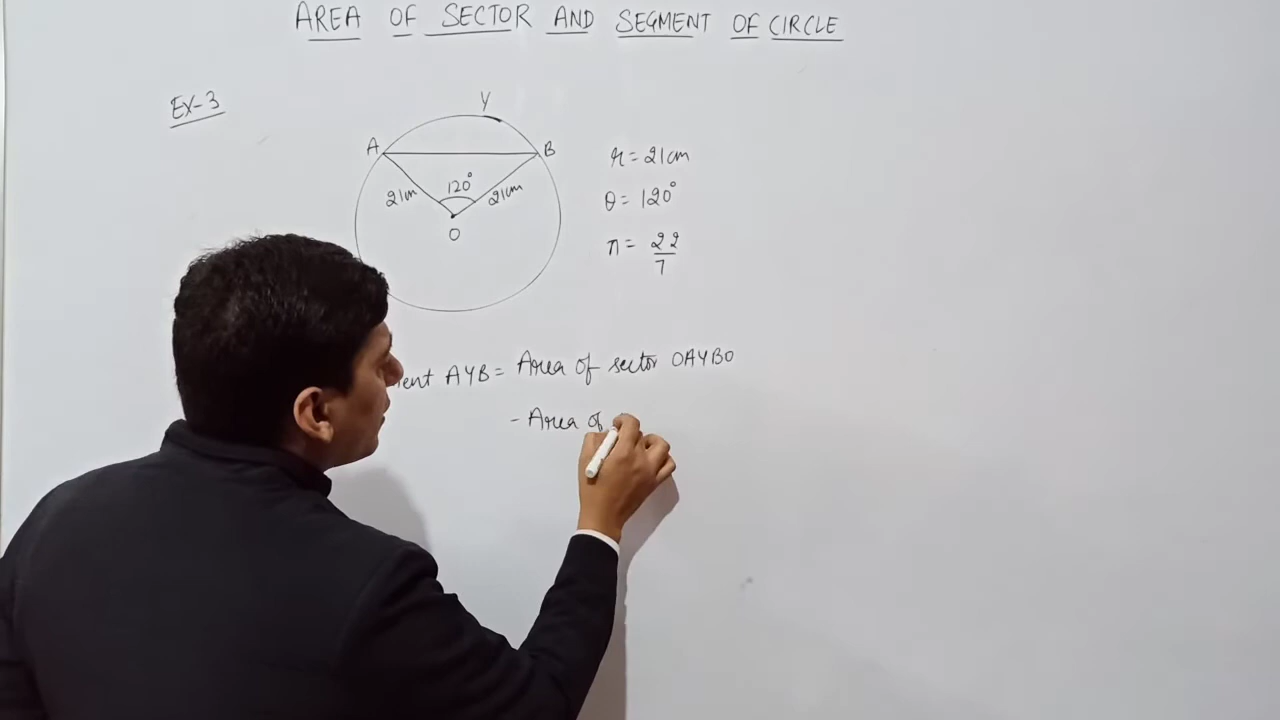 AREA OF SECTOR AND SEGMENT OF CIRCLE
Ex-3
Y
A
B
120°
21cm
21cm
O
r = 21cm
θ = 120°
π = 22/7
AYB = Area of sector OAYBO
- Area of